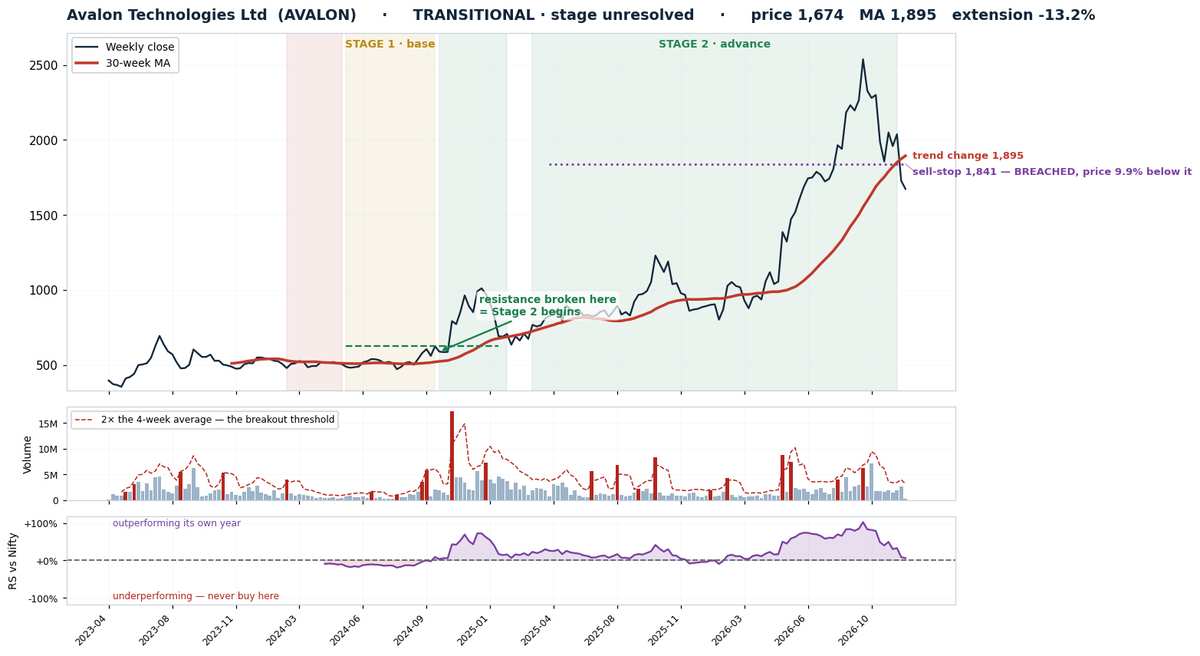 Avalon Technologies Ltd (AVALON) · TRANSITIONAL · stage unresolved · price 1,674 MA 1,895 extension -13.2%
Weekly close
30-week MA
STAGE 1 · base
STAGE 2 · advance
2500
2000
1500
1000
500
trend change 1,895
sell-stop 1,841 — BREACHED, price 9.9% below it
resistance broken here
= Stage 2 begins
Volume
2× the 4-week average — the breakout threshold
15M
10M
5M
0
RS vs Nifty
+100%
+0%
-100%
outperforming its own year
underperforming — never buy here
2023-04
2023-08
2023-11
2024-03
2024-06
2024-09
2025-01
2025-04
2025-08
2025-11
2026-03
2026-06
2026-10